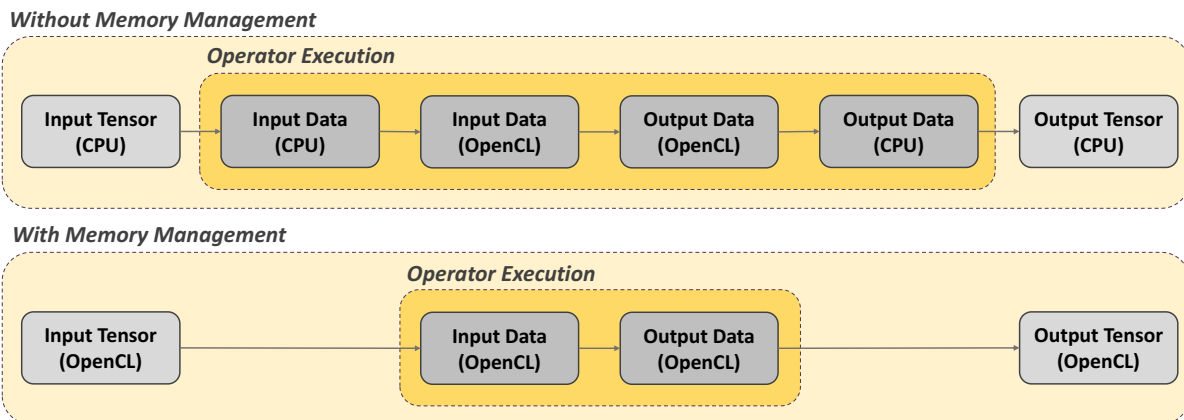 Without Memory Management
Operator Execution
Input Tensor
(CPU)
Input Data
(CPU)
Input Data
(OpenCL)
Output Data
(OpenCL)
Output Data
(CPU)
Output Tensor
(CPU)
With Memory Management
Operator Execution
Input Tensor
(OpenCL)
Input Data
(OpenCL)
Output Data
(OpenCL)
Output Tensor
(OpenCL)